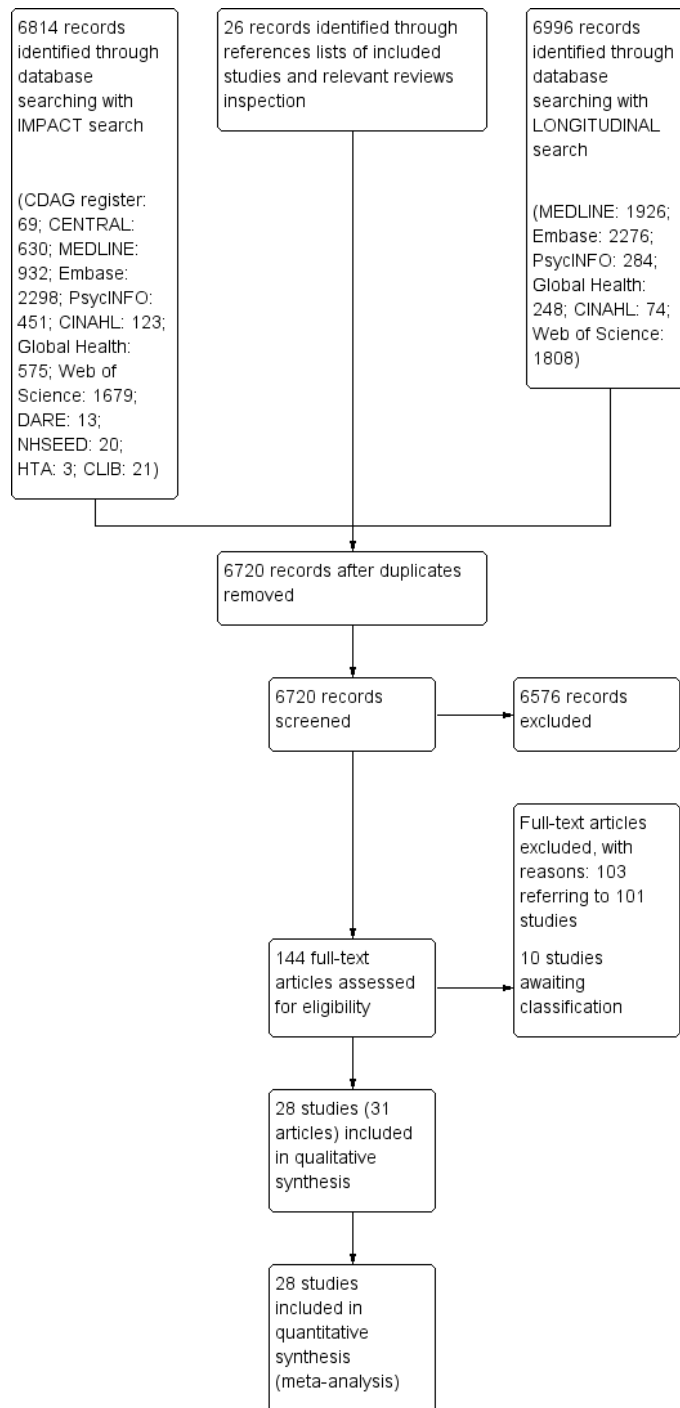 6814 records
identified through
database
searching with
IMPACT search
(CDAG register:
69; CENTRAL:
630; MEDLINE:
932; Embase:
2298; PsycINFO:
451; CINAHL: 123;
Global Health:
575; Web of
Science: 1679;
DARE: 13;
NHSEED: 20;
HTA: 3; CLIB: 21)
26 records identified through
references lists of included
studies and relevant reviews
inspection
6996 records
identified through
database
searching with
LONGITUDINAL
search
(MEDLINE: 1926;
Embase: 2276;
PsycINFO: 284;
Global Health:
248; CINAHL: 74;
Web of Science:
1808)
6720 records after duplicates
removed
6720 records
screened
6576 records
excluded
Full-text articles
excluded, with
reasons: 103
referring to 101
studies
10 studies
awaiting
classification
144 full-text
articles assessed
for eligibility
28 studies (31
articles) included
in qualitative
synthesis
28 studies
included in
quantitative
synthesis
(meta-analysis)